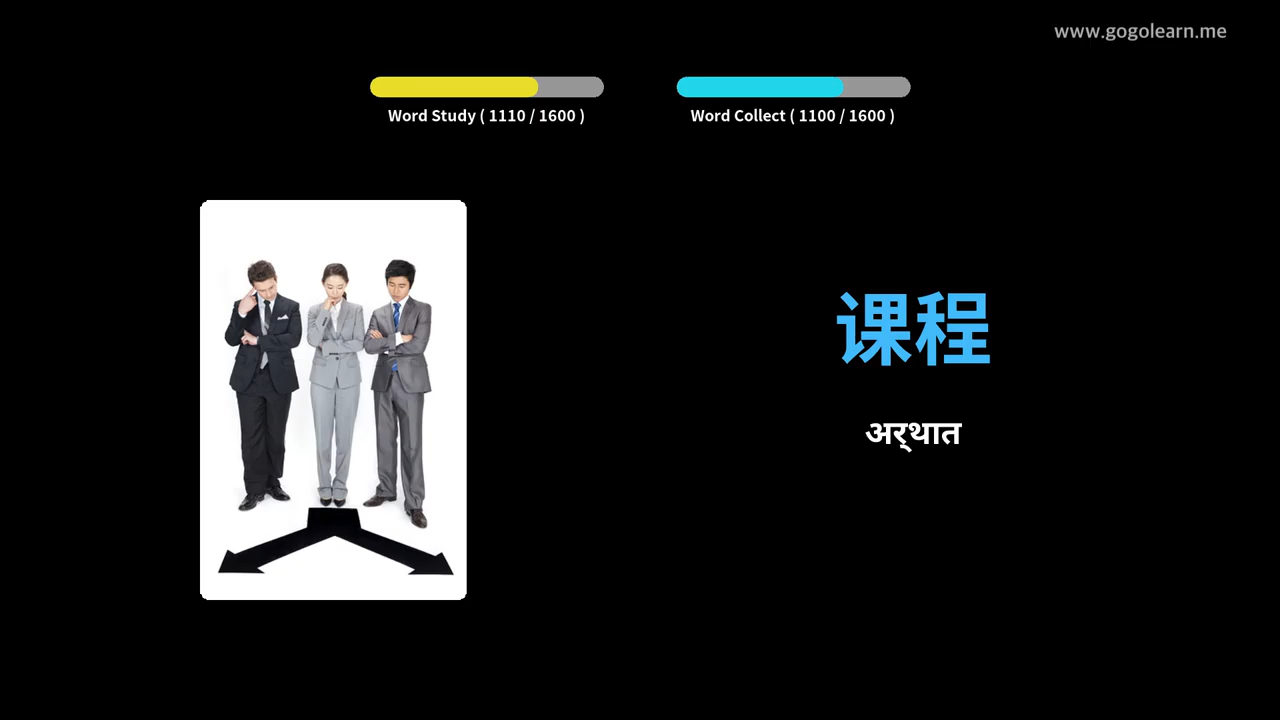 www.gogolearn.me
Word Study ( 1110 / 1600 )
Word Collect ( 1100 / 1600 )
课程
अर्थात